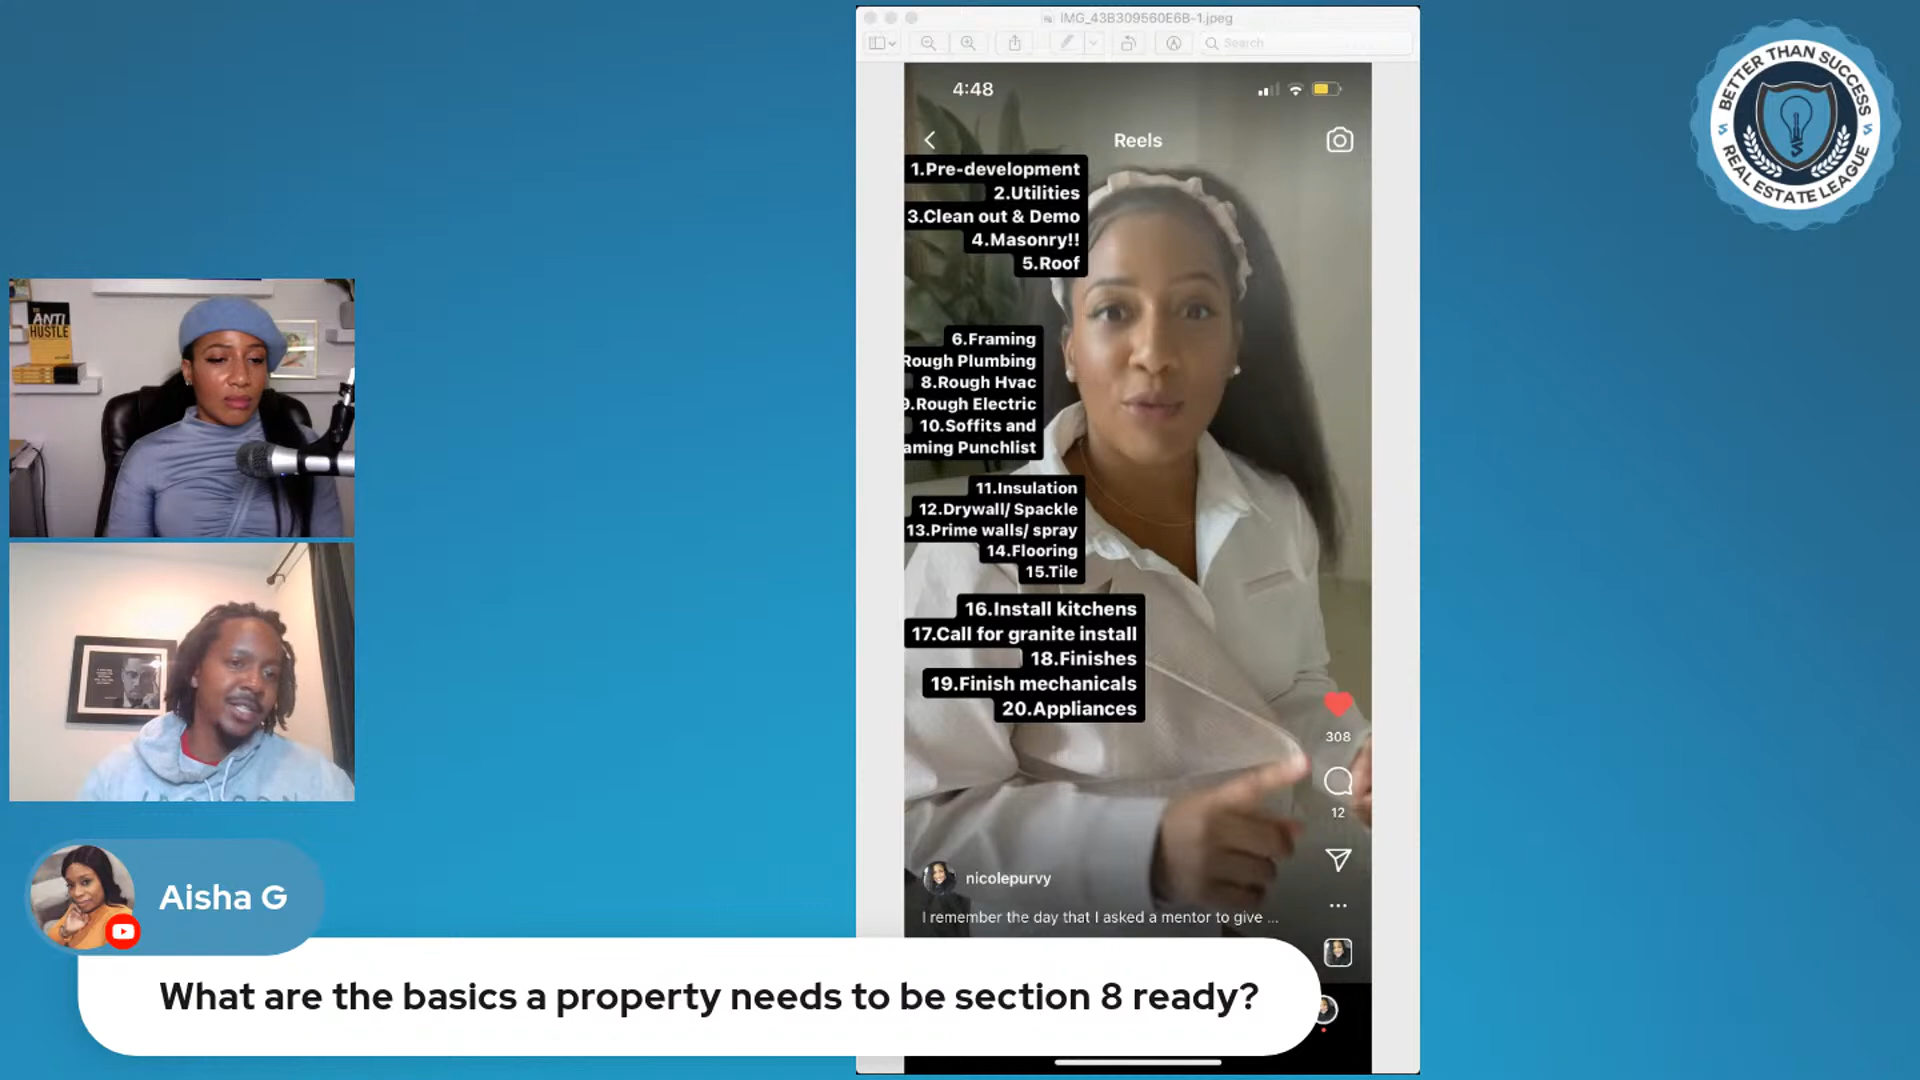 IMG_43B309560E6B-1.jpeg
Search
4:48
Reels
1.Pre-development
2.Utilities
3.Clean out & Demo
4.Masonry!!
5.Roof
6.Framing
Rough Plumbing
8.Rough Hvac
9.Rough Electric
10.Soffits and
aming Punchlist
11.Insulation
12.Drywall/ Spackle
13.Prime walls/ spray
14.Flooring
15.Tile
16.Install kitchens
17.Call for granite install
18.Finishes
19.Finish mechanicals
20.Appliances
308
12
nicolepurvy
I remember the day that I asked a mentor to give ...
BETTER THAN SUCCESS
REAL ESTATE LEAGUE
ANTI
HUSTLE
Aisha G
What are the basics a property needs to be section 8 ready?